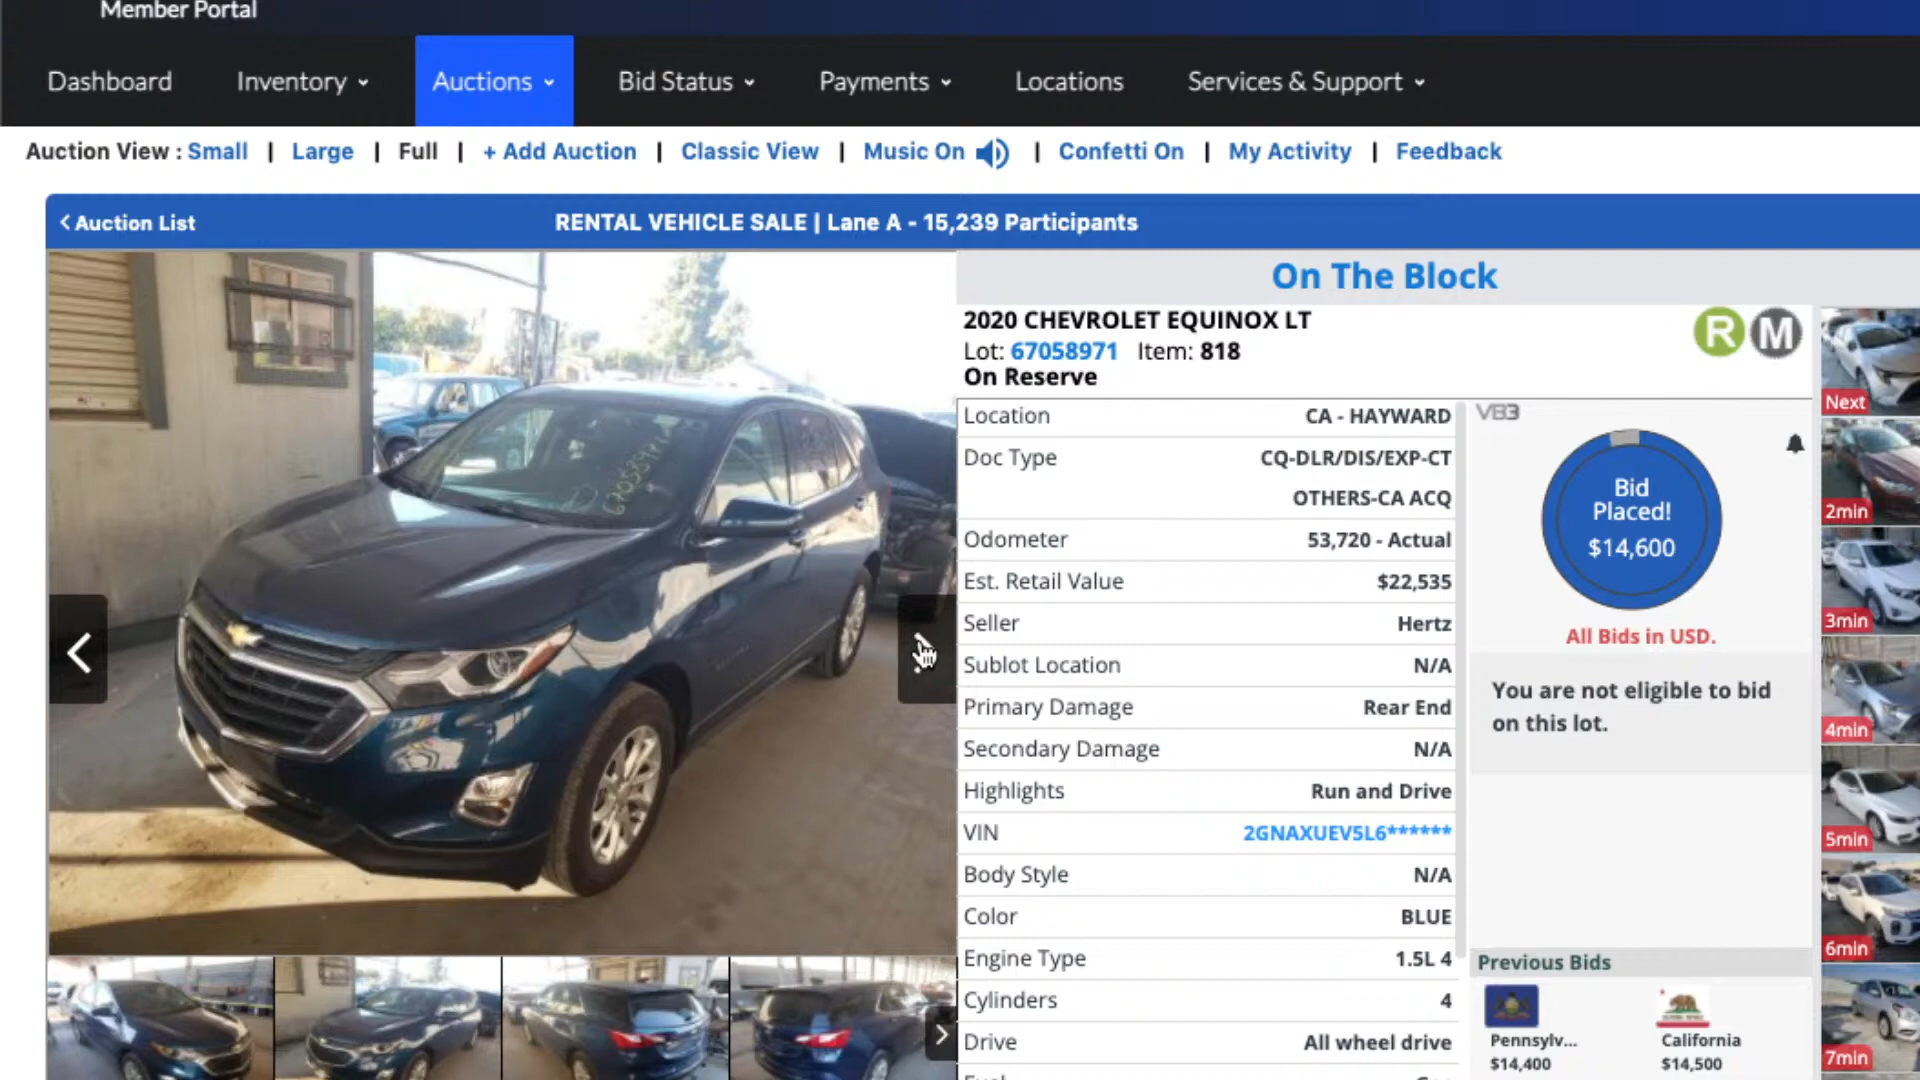 Member Portal
Dashboard
Inventory
Auctions
Bid Status
Payments
Locations
Services & Support
Auction View : Small | Large | Full | + Add Auction | Classic View | Music On | Confetti On | My Activity | Feedback
Auction List
RENTAL VEHICLE SALE | Lane A - 15,239 Participants
On The Block
2020 CHEVROLET EQUINOX LT
Lot: 67058971 Item: 818
On Reserve
R M
Location CA - HAYWARD
Doc Type CQ-DLR/DIS/EXP-CT
OTHERS-CA ACQ
Odometer 53,720 - Actual
Est. Retail Value $22,535
Seller Hertz
Sublot Location N/A
Primary Damage Rear End
Secondary Damage N/A
Highlights Run and Drive
VIN 2GNAXUEV5L6******
Body Style N/A
Color BLUE
Engine Type 1.5L 4
Cylinders 4
Drive All wheel drive
VB3
Bid
Placed!
$14,600
All Bids in USD.
You are not eligible to bid
on this lot.
Previous Bids
Pennsylv...
$14,400
California
$14,500
Next
2min
3min
4min
5min
6min
7min